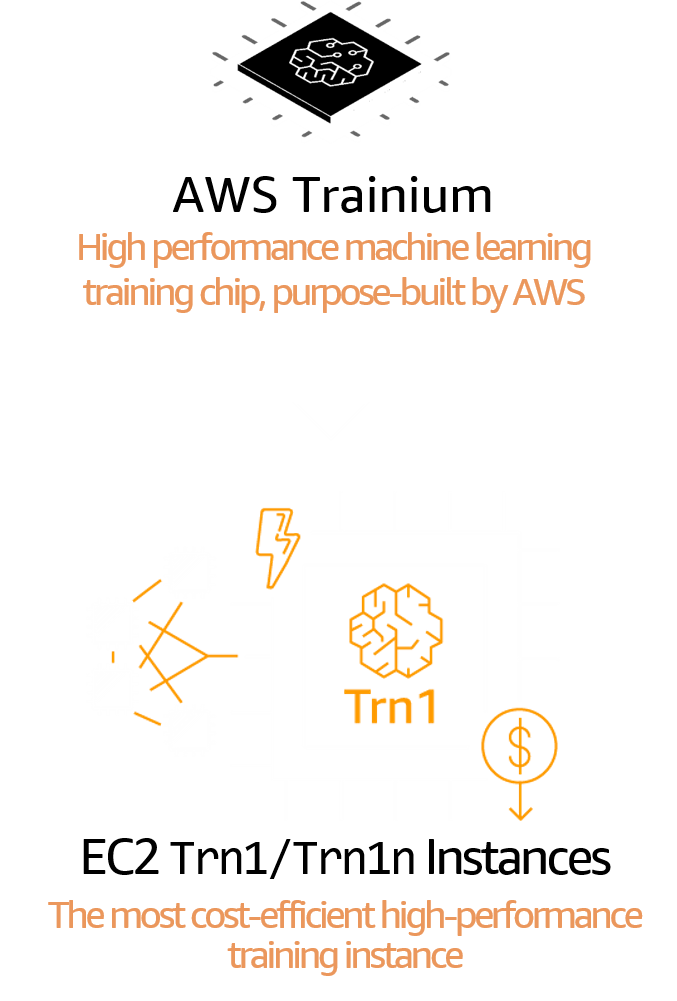 AWS Trainium
High performance machine learning
training chip, purpose-built by AWS
Trn1
$
EC2 Trn1/Trn1n Instances
The most cost-efficient high-performance
training instance